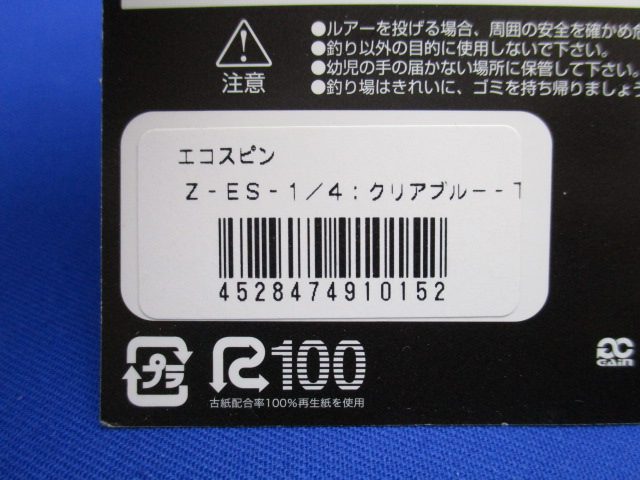 ●ルアーを投げる場合、周囲の安全を確かめ危
●釣り以外の目的に使用しないで下さい。
●幼児の手の届かない場所に保管して下さい。
●釣り場はきれいに、ゴミを持ち帰りましょう
注意
エコスピン
Z-ES-1/4:クリアブルー-T
4528474910152
プラ
R100
古紙配合率100%再生紙を使用
GAIN